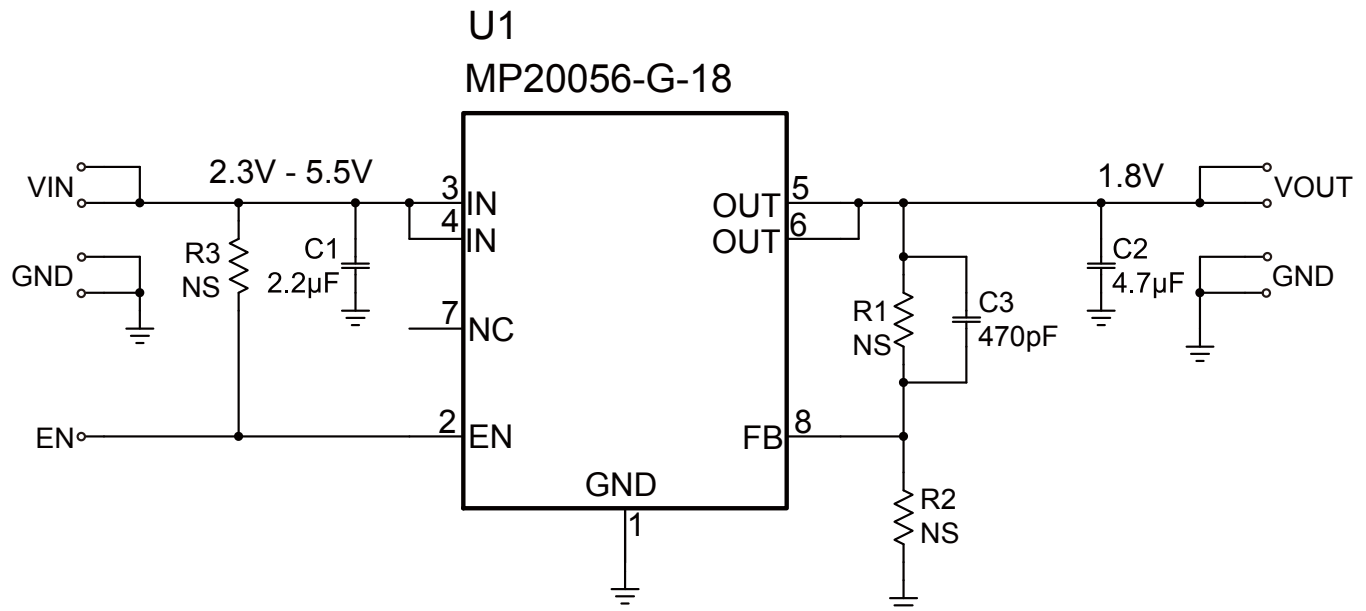 U1
MP20056-G-18
VIN
2.3V - 5.5V
3
IN
4
IN
R3
NS
C1
2.2µF
GND
7
NC
EN
2
EN
GND
1
5
OUT
6
OUT
1.8V
VOUT
R1
NS
C3
470pF
C2
4.7µF
GND
8
FB
R2
NS